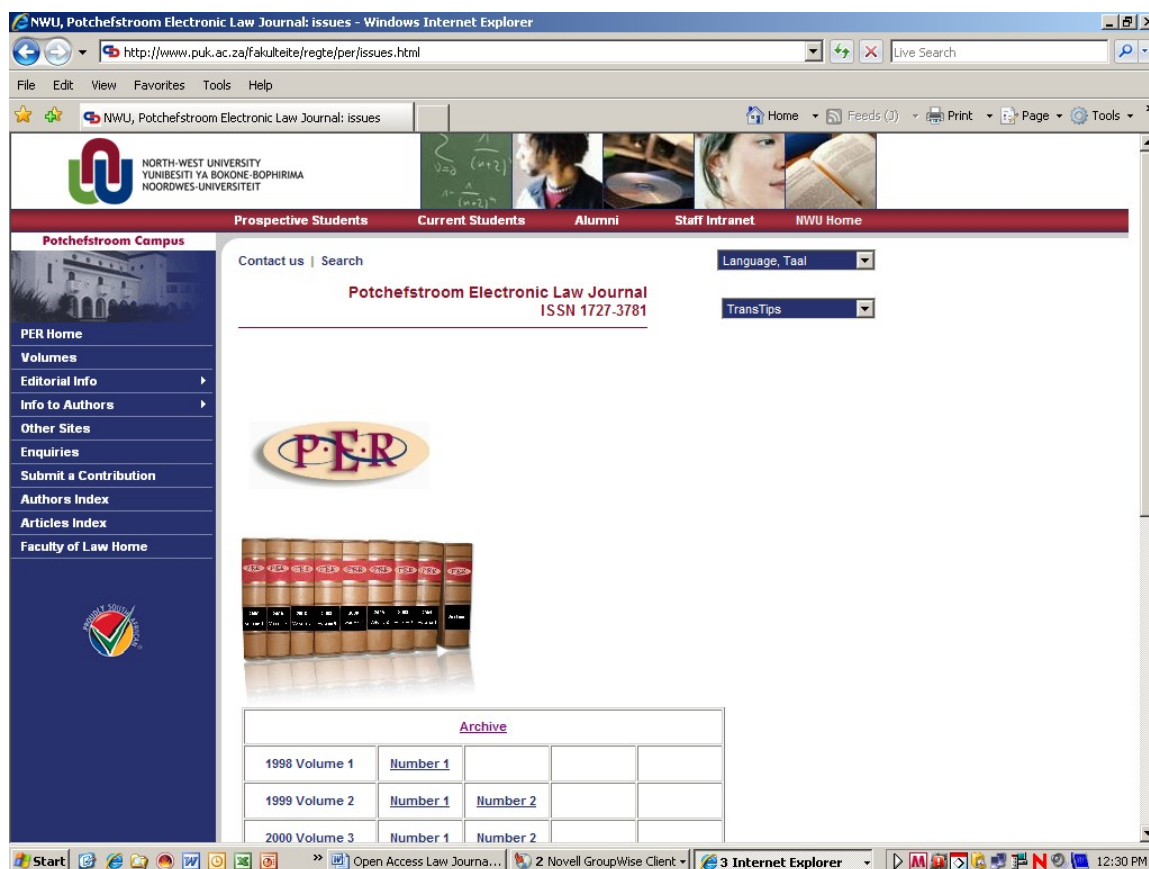 NWU, Potchefstroom Electronic Law Journal: issues - Windows Internet Explorer
http://www.puk.ac.za/fakulteite/regte/per/issues.html
Live Search
File Edit View Favorites Tools Help
NWU, Potchefstroom Electronic Law Journal: issues
Home Feeds (J) Print Page Tools
NORTH-WEST UNIVERSITY
YUNIBESITI YA BOKONE-BOPHIRIMA
NOORDWES-UNIVERSITEIT
Prospective Students Current Students Alumni Staff Intranet NWU Home
Potchefstroom Campus
Contact us | Search
Language, Taal
Potchefstroom Electronic Law Journal
ISSN 1727-3781
TransTips
PER Home
Volumes
Editorial Info
Info to Authors
Other Sites
Enquiries
Submit a Contribution
Authors Index
Articles Index
Faculty of Law Home
P·E·R
PROUDLY SOUTH AFRICAN
Archive
1998 Volume 1 Number 1
1999 Volume 2 Number 1 Number 2
2000 Volume 3 Number 1 Number 2
Start
Open Access Law Journa...
2 Novell GroupWise Client
3 Internet Explorer
12:30 PM